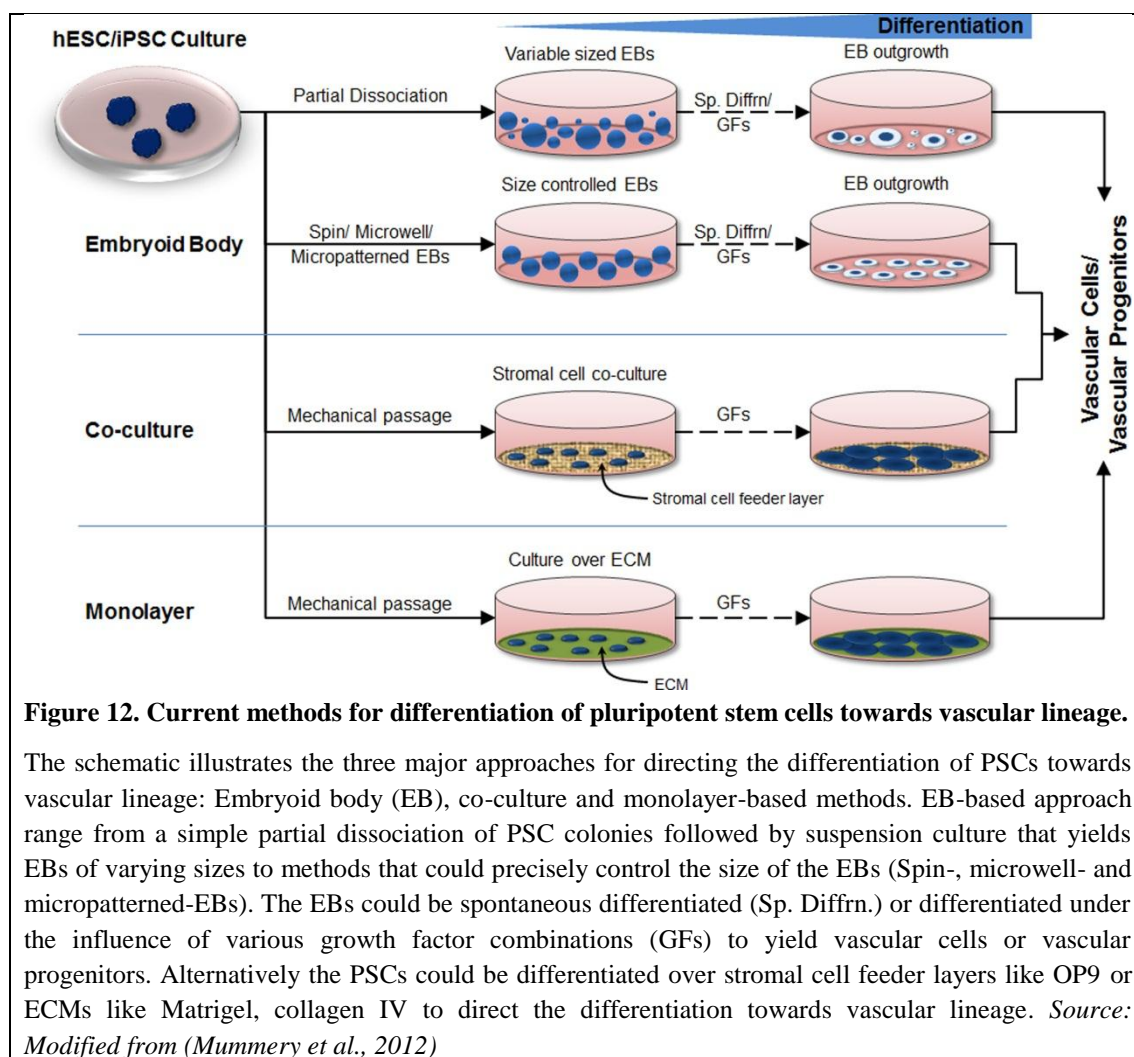 hESC/iPSC Culture
Differentiation
Variable sized EBs
EB outgrowth
Partial Dissociation
Sp. Diffrn/
GFs
Size controlled EBs
EB outgrowth
Embryoid Body
Spin/ Microwell/
Micropatterned EBs
Sp. Diffrn/
GFs
Vascular Cells/
Vascular Progenitors
Stromal cell co-culture
Co-culture
Mechanical passage
GFs
Stromal cell feeder layer
Culture over ECM
Monolayer
Mechanical passage
GFs
ECM
Figure 12. Current methods for differentiation of pluripotent stem cells towards vascular lineage.
The schematic illustrates the three major approaches for directing the differentiation of PSCs towards
vascular lineage: Embryoid body (EB), co-culture and monolayer-based methods. EB-based approach
range from a simple partial dissociation of PSC colonies followed by suspension culture that yields
EBs of varying sizes to methods that could precisely control the size of the EBs (Spin-, microwell- and
micropatterned-EBs). The EBs could be spontaneous differentiated (Sp. Diffrn.) or differentiated under
the influence of various growth factor combinations (GFs) to yield vascular cells or vascular
progenitors. Alternatively the PSCs could be differentiated over stromal cell feeder layers like OP9 or
ECMs like Matrigel, collagen IV to direct the differentiation towards vascular lineage. Source:
Modified from (Mummery et al., 2012)